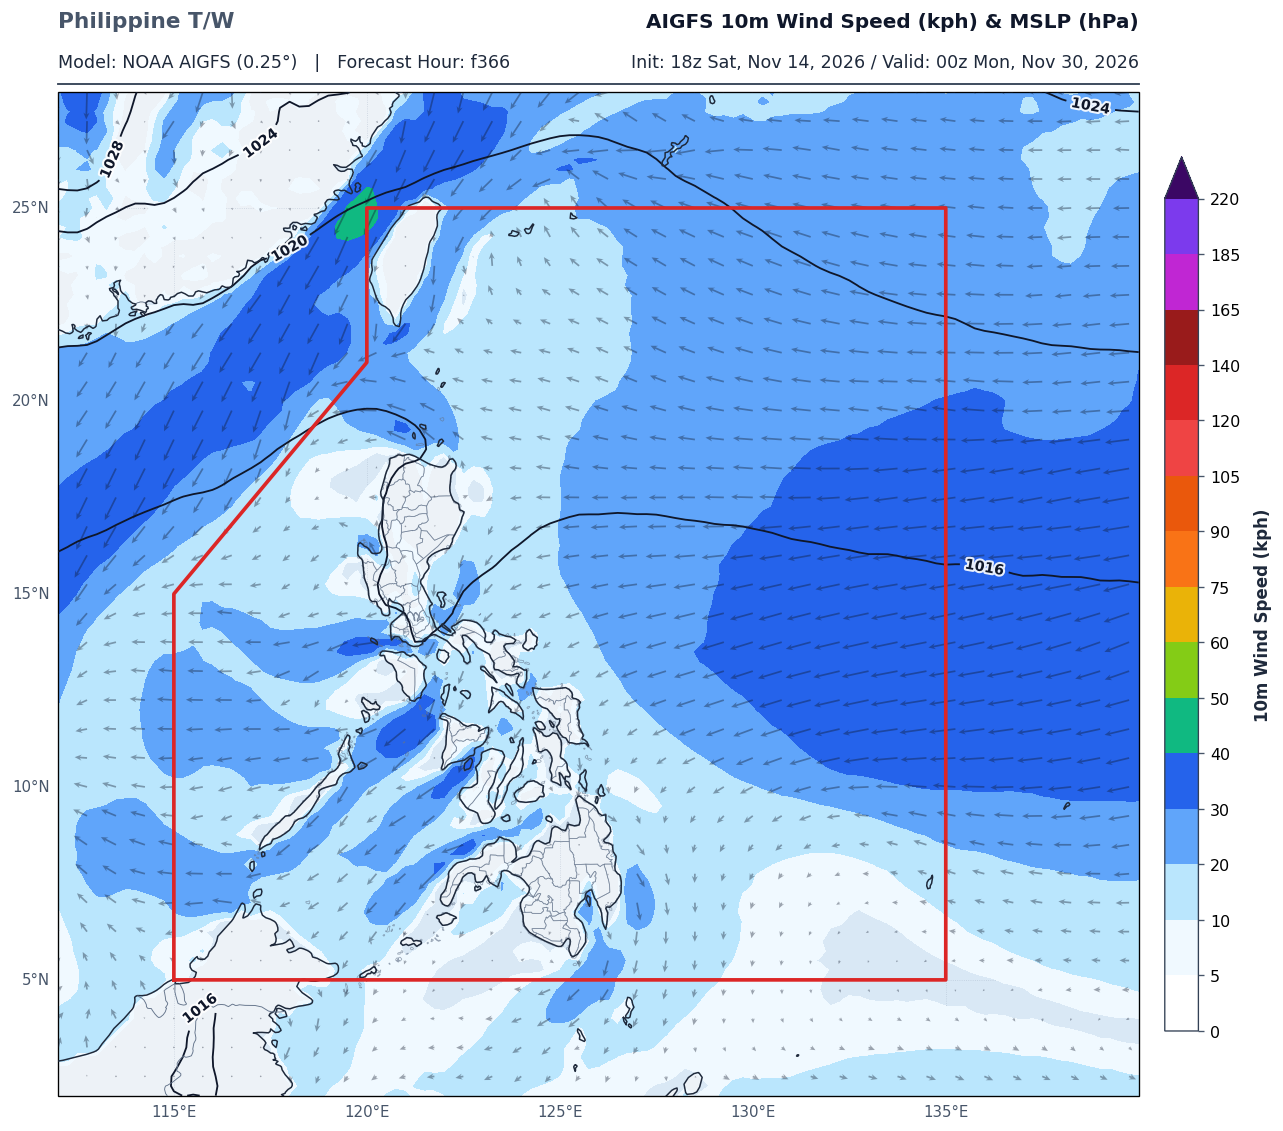 Philippine T/W
AIGFS 10m Wind Speed (kph) & MSLP (hPa)
Model: NOAA AIGFS (0.25°) | Forecast Hour: f366
Init: 18z Sat, Nov 14, 2026 / Valid: 00z Mon, Nov 30, 2026
1024
1028
1024
1020
1016
1016
25°N
20°N
15°N
10°N
5°N
115°E
120°E
125°E
130°E
135°E
220
185
165
140
120
105
90
75
60
50
40
30
20
10
5
0
10m Wind Speed (kph)